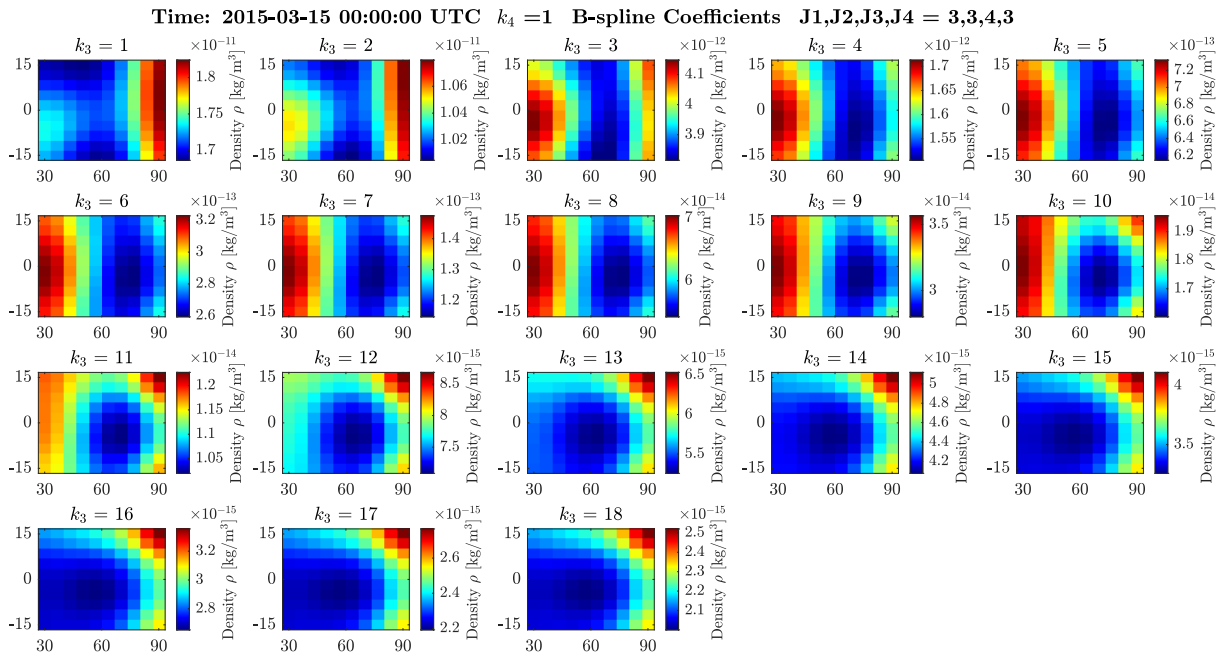 Time: 2015-03-15 00:00:00 UTC k4 =1 B-spline Coefficients J1,J2,J3,J4 = 3,3,4,3
k3 = 1 ×10−11 k3 = 2 ×10−11 k3 = 3 ×10−12 k3 = 4 ×10−12 k3 = 5 ×10−13
15 0 -15 30 60 90 1.8 1.75 1.7 Density ρ [kg/m3]
15 0 -15 30 60 90 1.08 1.06 1.04 1.02 Density ρ [kg/m3]
15 0 -15 30 60 90 4.1 4 3.9 Density ρ [kg/m3]
15 0 -15 30 60 90 1.7 1.65 1.6 1.55 Density ρ [kg/m3]
15 0 -15 30 60 90 7.2 7 6.8 6.6 6.4 6.2 Density ρ [kg/m3]
k3 = 6 ×10−13 k3 = 7 ×10−13 k3 = 8 ×10−14 k3 = 9 ×10−14 k3 = 10 ×10−14
15 0 -15 30 60 90 3.2 3.1 3 2.9 2.8 2.7 2.6 Density ρ [kg/m3]
15 0 -15 30 60 90 1.4 1.3 1.2 Density ρ [kg/m3]
15 0 -15 30 60 90 7 6.5 6 Density ρ [kg/m3]
15 0 -15 30 60 90 3.5 3 Density ρ [kg/m3]
15 0 -15 30 60 90 1.9 1.8 1.7 Density ρ [kg/m3]
k3 = 11 ×10−14 k3 = 12 ×10−15 k3 = 13 ×10−15 k3 = 14 ×10−15 k3 = 15 ×10−15
15 0 -15 30 60 90 1.2 1.15 1.1 1.05 Density ρ [kg/m3]
15 0 -15 30 60 90 8.5 8 7.5 Density ρ [kg/m3]
15 0 -15 30 60 90 6.5 6 5.5 Density ρ [kg/m3]
15 0 -15 30 60 90 5 4.8 4.6 4.4 4.2 Density ρ [kg/m3]
15 0 -15 30 60 90 4 3.5 Density ρ [kg/m3]
k3 = 16 ×10−15 k3 = 17 ×10−15 k3 = 18 ×10−15
15 0 -15 30 60 90 3.2 3 2.8 Density ρ [kg/m3]
15 0 -15 30 60 90 2.6 2.4 2.2 Density ρ [kg/m3]
15 0 -15 30 60 90 2.5 2.4 2.3 2.2 2.1 Density ρ [kg/m3]